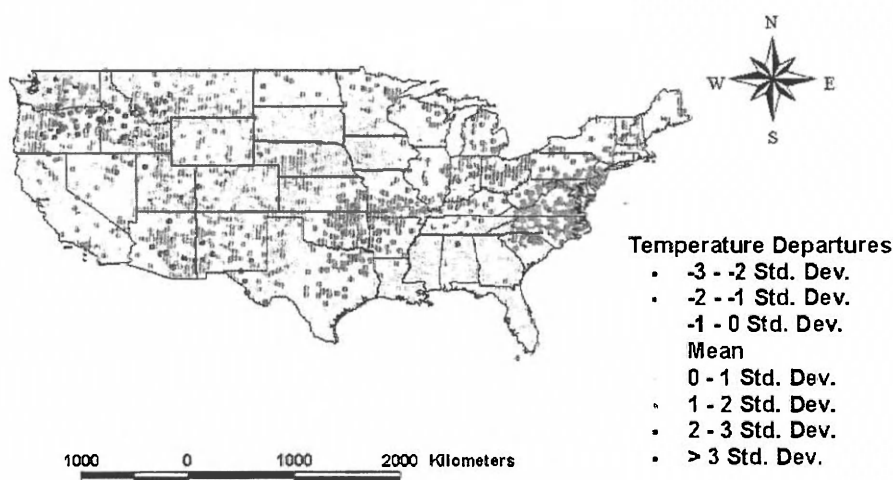 N
W E
S
Temperature Departures
-3 - -2 Std. Dev.
-2 - -1 Std. Dev.
-1 - 0 Std. Dev.
Mean
0 - 1 Std. Dev.
1 - 2 Std. Dev.
2 - 3 Std. Dev.
> 3 Std. Dev.
1000 0 1000 2000 Kilometers